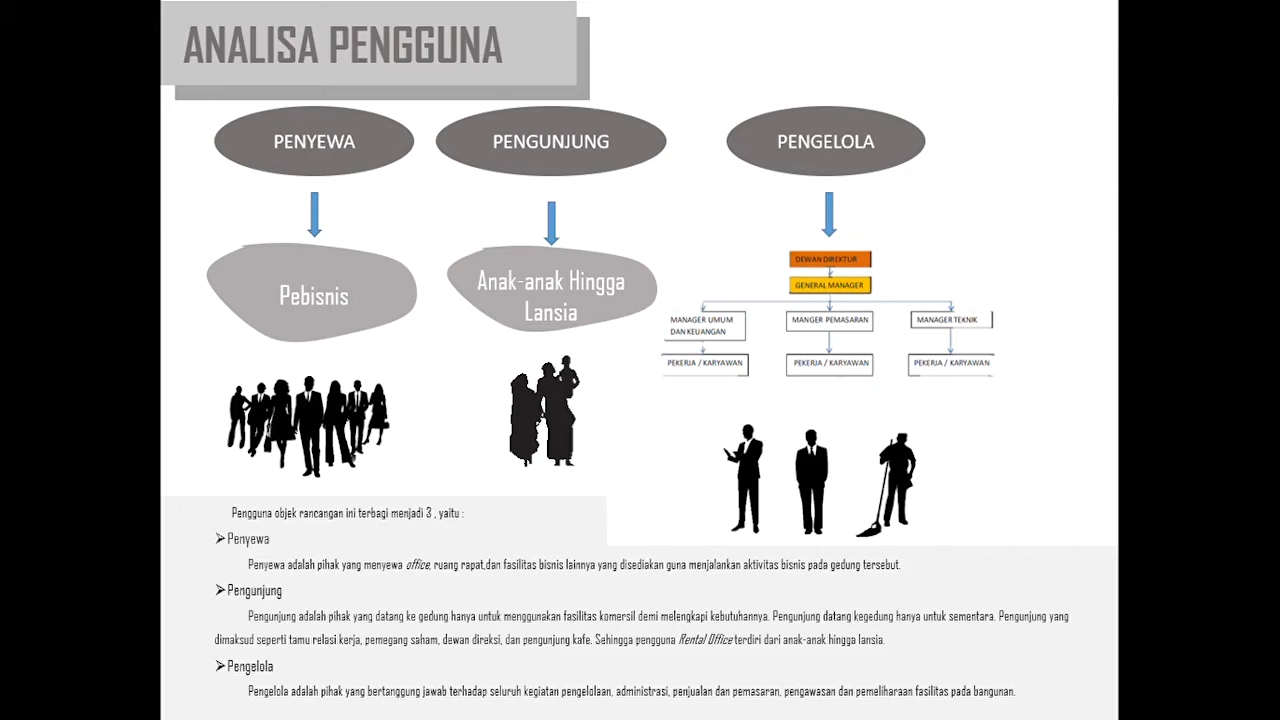 ANALISA PENGGUNA
PENYEWA
PENGUNJUNG
PENGELOLA
Pebisnis
Anak-anak Hingga
Lansia
DEWAN DIREKTUR
GENERAL MANAGER
MANAGER UMUM
DAN KEUANGAN
MANGER PEMASARAN
MANAGER TEKNIK
PEKERJA / KARYAWAN
PEKERJA / KARYAWAN
PEKERJA / KARYAWAN
Pengguna objek rancangan ini terbagi menjadi 3 , yaitu :
➢Penyewa
Penyewa adalah pihak yang menyewa office, ruang rapat,dan fasilitas bisnis lainnya yang disediakan guna menjalankan aktivitas bisnis pada gedung tersebut.
➢Pengunjung
Pengunjung adalah pihak yang datang ke gedung hanya untuk menggunakan fasilitas komersil demi melengkapi kebutuhannya. Pengunjung datang kegedung hanya untuk sementara. Pengunjung yang
dimaksud seperti tamu relasi kerja, pemegang saham, dewan direksi, dan pengunjung kafe. Sehingga pengguna Rental Office terdiri dari anak-anak hingga lansia.
➢Pengelola
Pengelola adalah pihak yang bertanggung jawab terhadap seluruh kegiatan pengelolaan, administrasi, penjualan dan pemasaran, pengawasan dan pemeliharaan fasilitas pada bangunan.